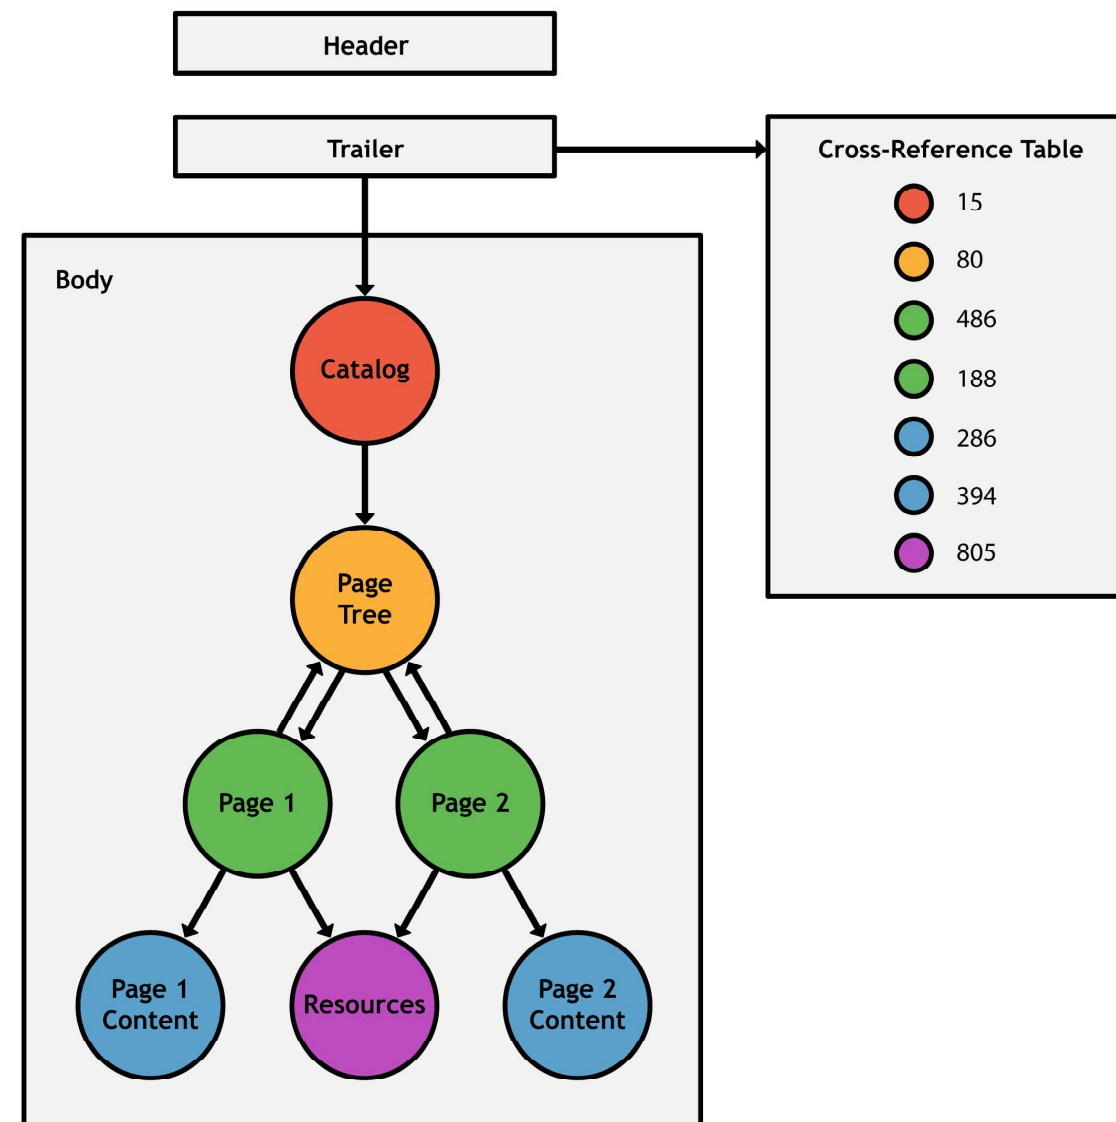 Header
Trailer
Cross-Reference Table
15
80
486
188
286
394
805
Body
Catalog
Page
Tree
Page 1
Page 2
Page 1
Content
Resources
Page 2
Content